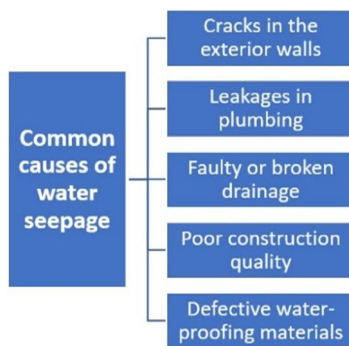 Common
causes of
water
seepage
Cracks in the
exterior walls
Leakages in
plumbing
Faulty or broken
drainage
Poor construction
quality
Defective water-
proofing materials